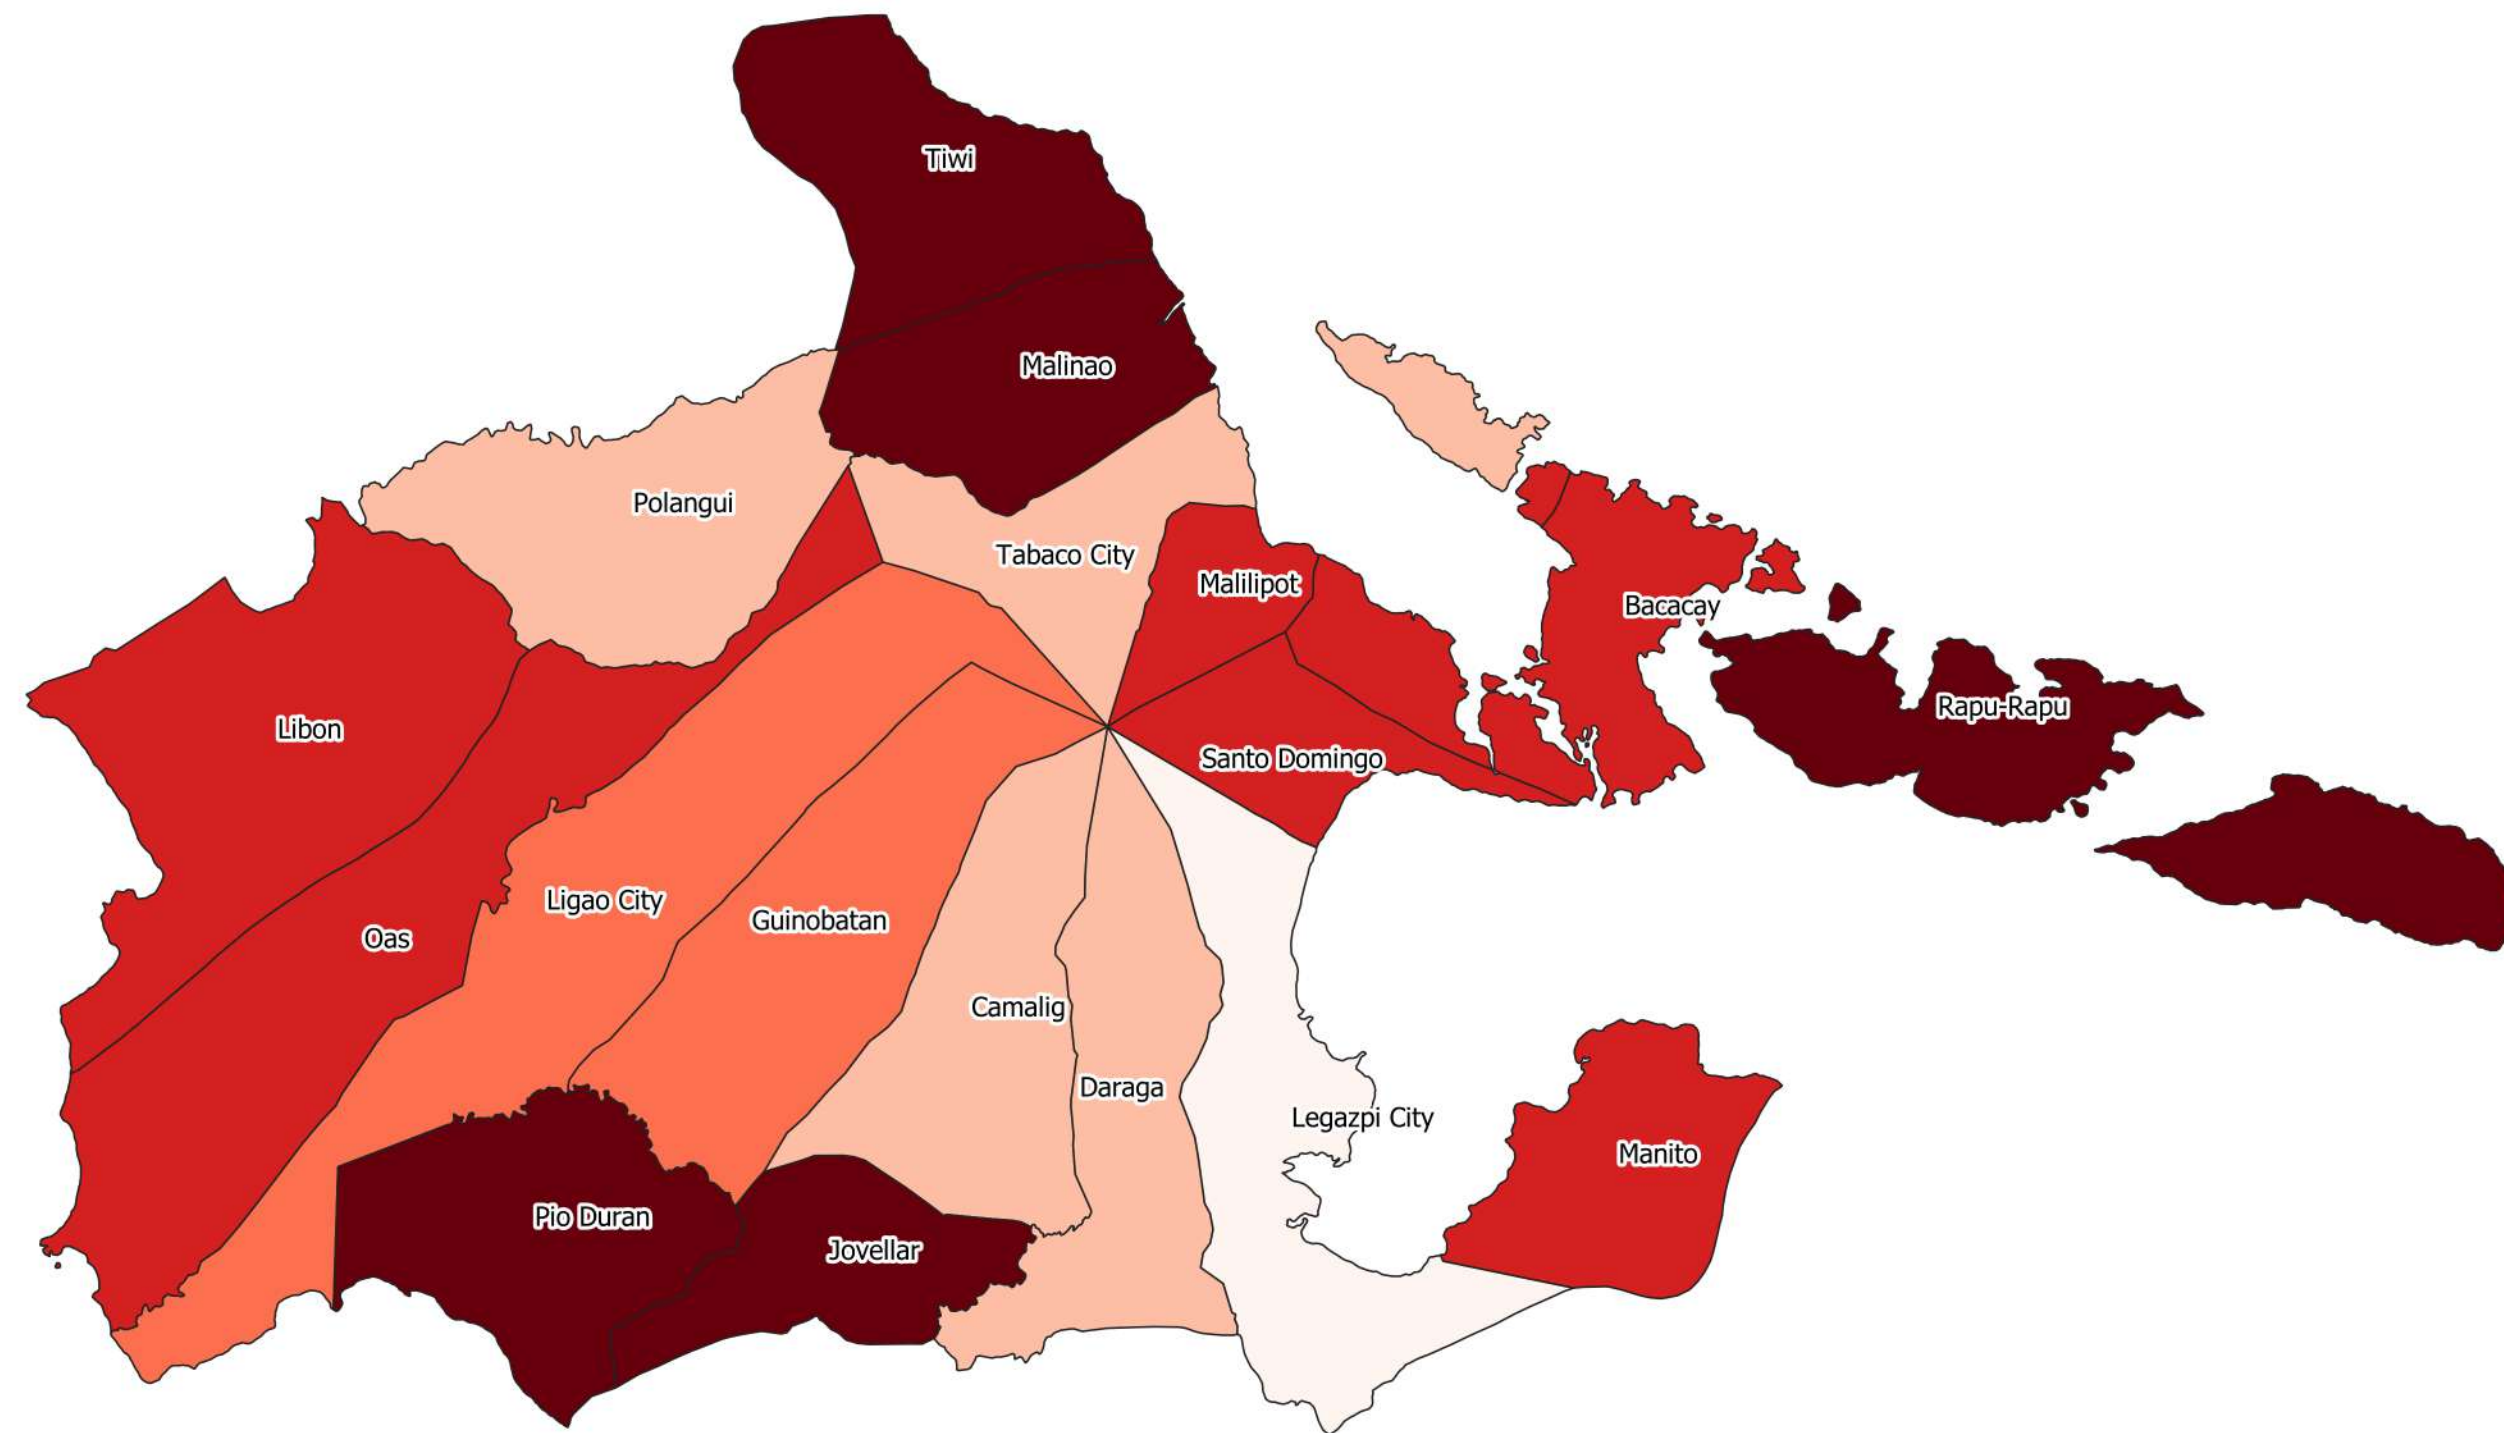 Tiwi
Malinao
Polangui
Tabaco City
Malilipot
Bacacay
Rapu-Rapu
Libon
Santo Domingo
Ligao City
Guinobatan
Oas
Camalig
Daraga
Legazpi City
Manito
Pio Duran
Jovellar